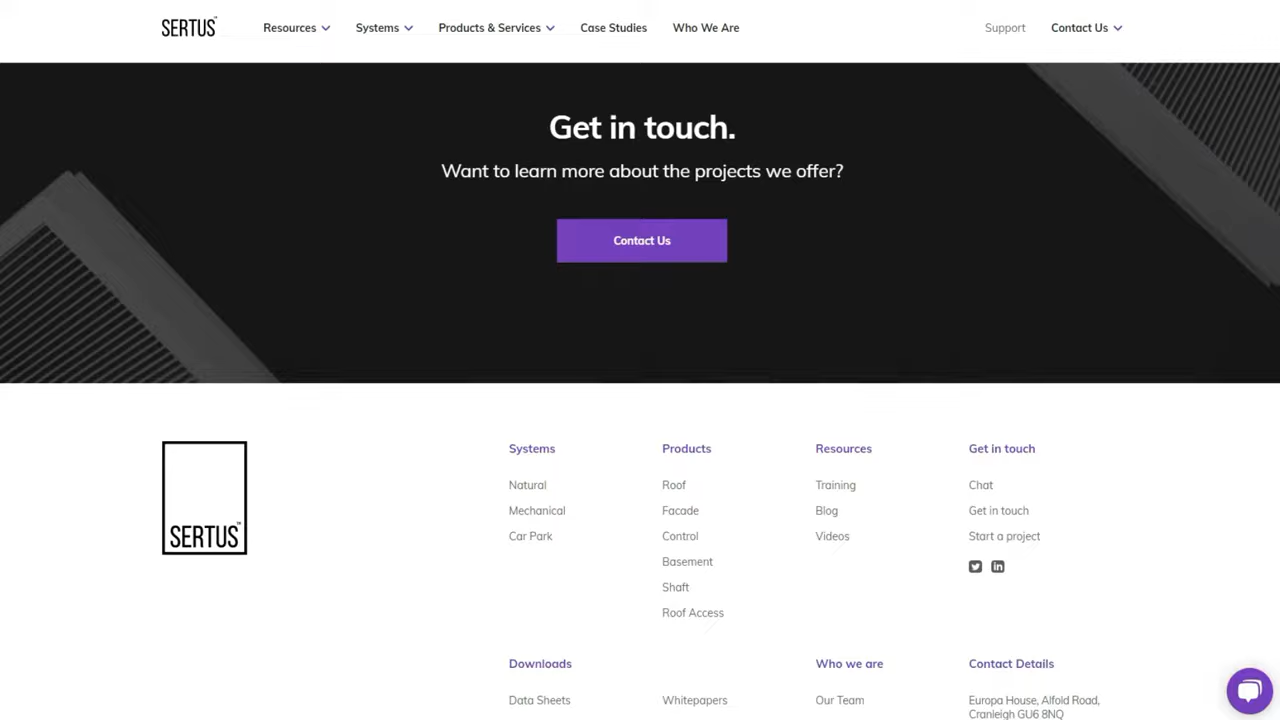 SERTUS™
Resources
Systems
Products & Services
Case Studies
Who We Are
Support
Contact Us
Get in touch.
Want to learn more about the projects we offer?
Contact Us
SERTUS™
Systems
Natural
Mechanical
Car Park
Products
Roof
Facade
Control
Basement
Shaft
Roof Access
Resources
Training
Blog
Videos
Get in touch
Chat
Get in touch
Start a project
Downloads
Data Sheets
Whitepapers
Who we are
Our Team
Contact Details
Europa House, Alfold Road,
Cranleigh GU6 8NQ